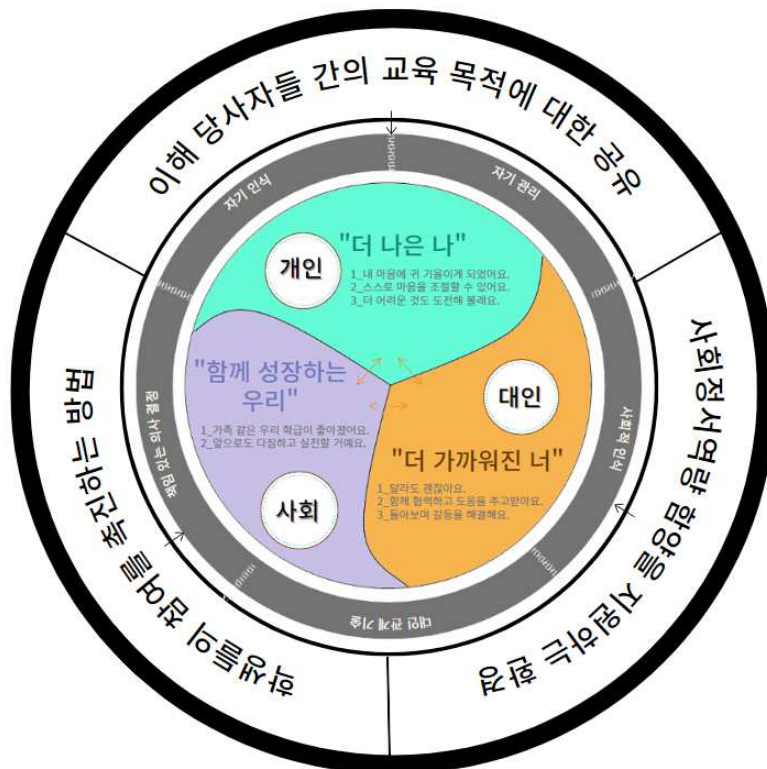 이해 당사자들 간의 교육 목적에 대한 공유
사회정서역량 함양을 지원하는 환경
학생들의 참여를 촉진하는 방법
자기 인식
자기 관리
사회적 인식
대인 관계 기술
책임 있는 의사 결정
개인
"더 나은 나"
1_내 마음에 귀 기울이게 되었어요.
2_스스로 마음을 조절할 수 있어요.
3_더 어려운 것도 도전해 볼래요.
대인
"더 가까워진 너"
1_달라도 괜찮아요.
2_함께 협력하고 도움을 주고받아요.
3_돌아보며 갈등을 해결해요.
"함께 성장하는
우리"
1_가족 같은 우리 학급이 좋아졌어요.
2_앞으로도 다짐하고 실천할 거예요.
사회